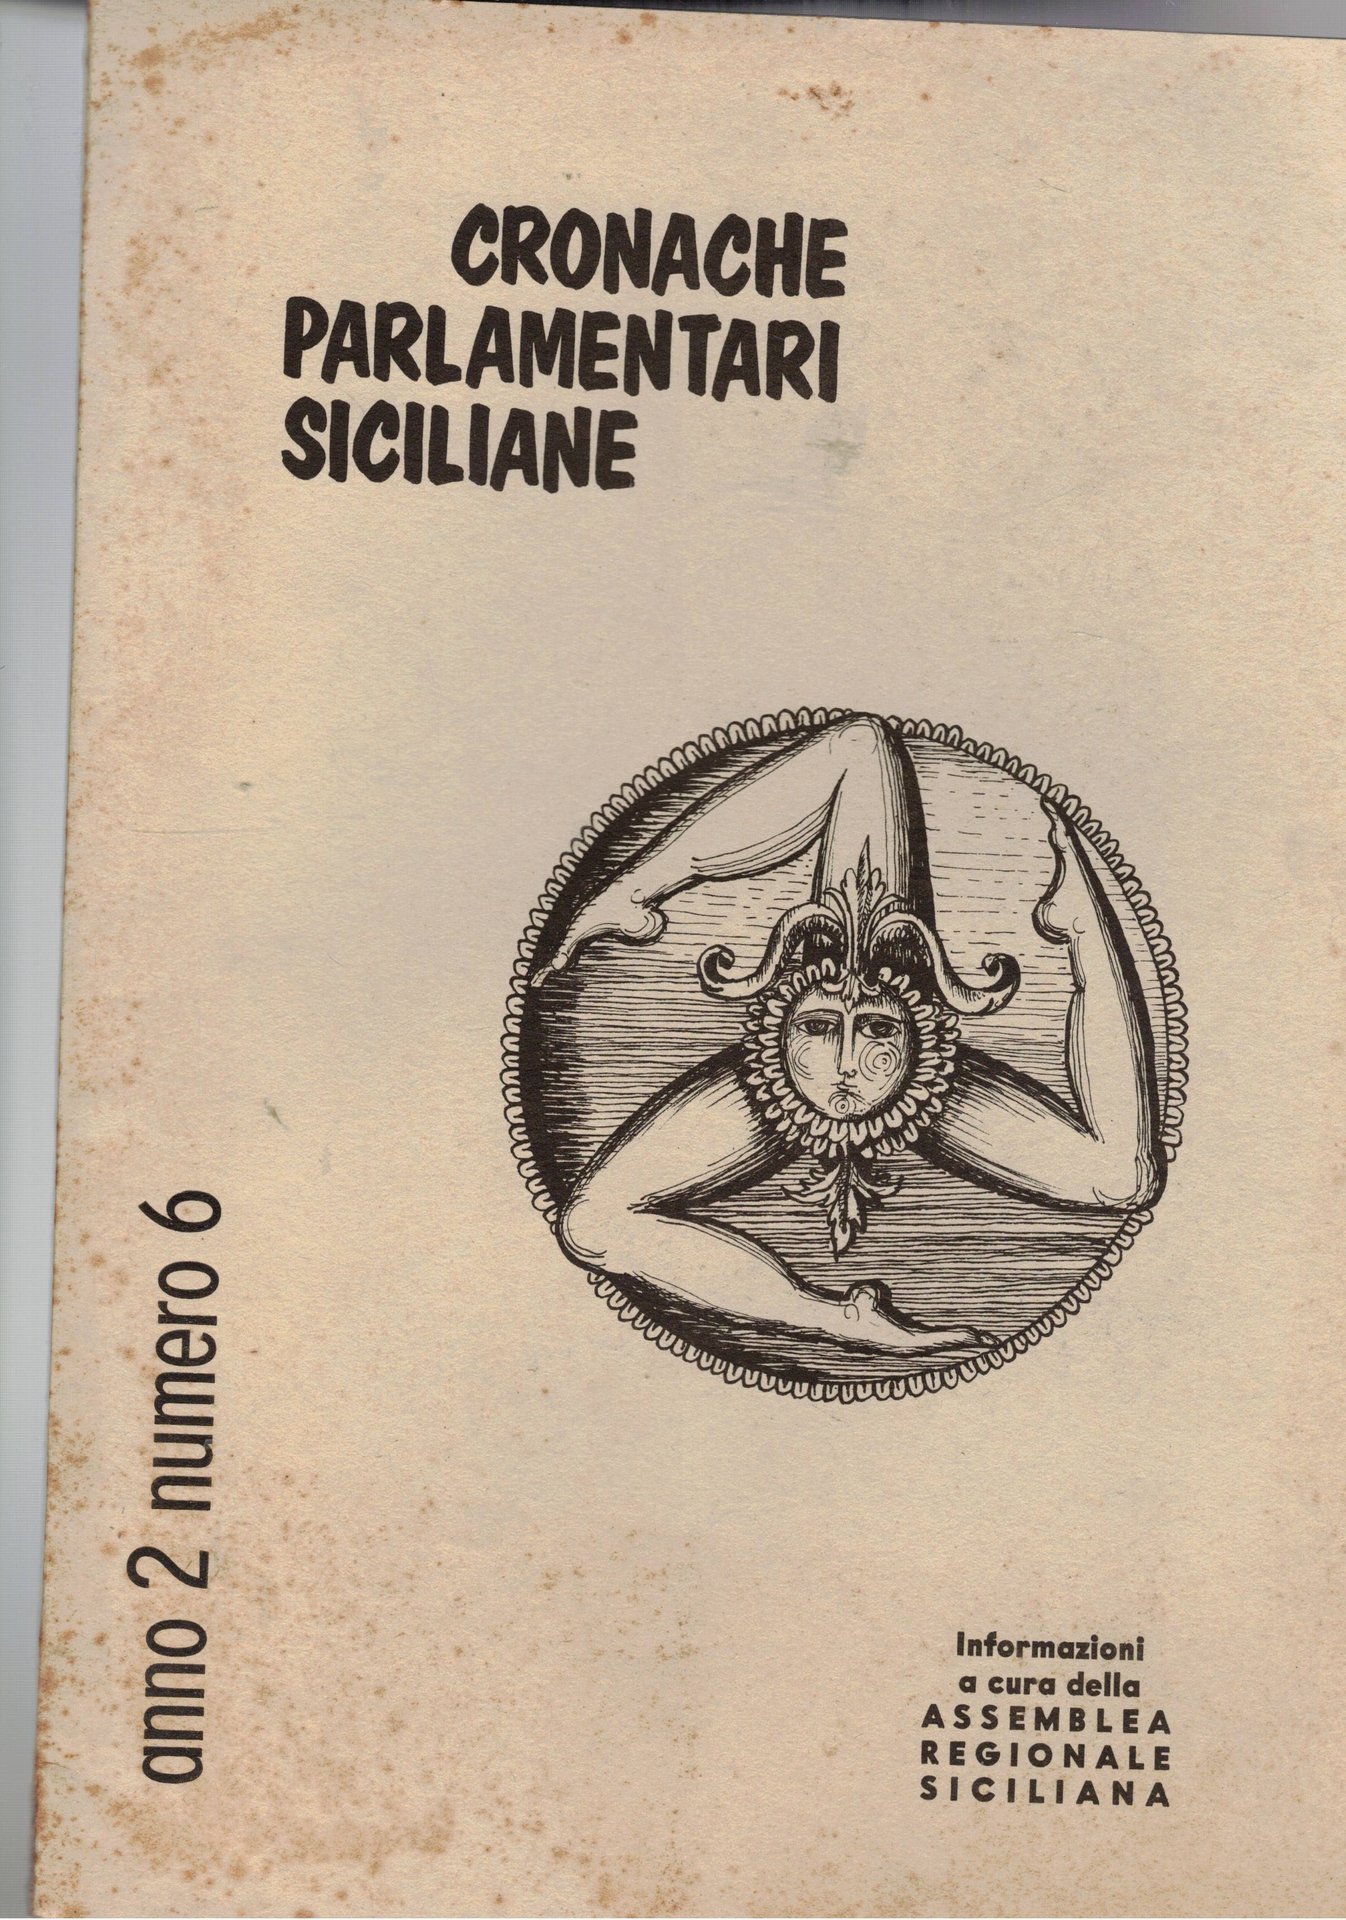 CRONACHE
PARLAMENTARI
SICILIANE
anno 2 numero 6
Informazioni
a cura della
ASSEMBLEA
REGIONALE
SICILIANA